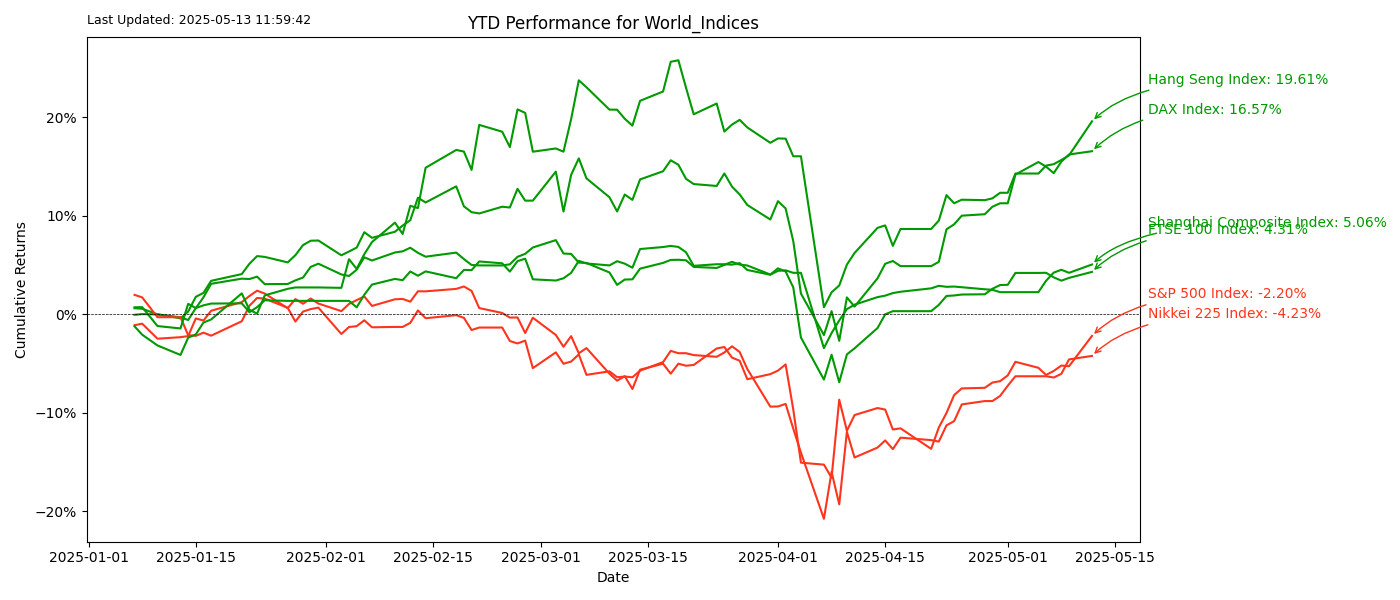 Last Updated: 2025-05-13 11:59:42
YTD Performance for World_Indices
Hang Seng Index: 19.61%
DAX Index: 16.57%
Shanghai Composite Index: 5.06%
FTSE 100 Index: 4.31%
S&P 500 Index: -2.20%
Nikkei 225 Index: -4.23%
Cumulative Returns
20%
10%
0%
−10%
−20%
2025-01-01 2025-01-15 2025-02-01 2025-02-15 2025-03-01 2025-03-15 2025-04-01 2025-04-15 2025-05-01 2025-05-15
Date